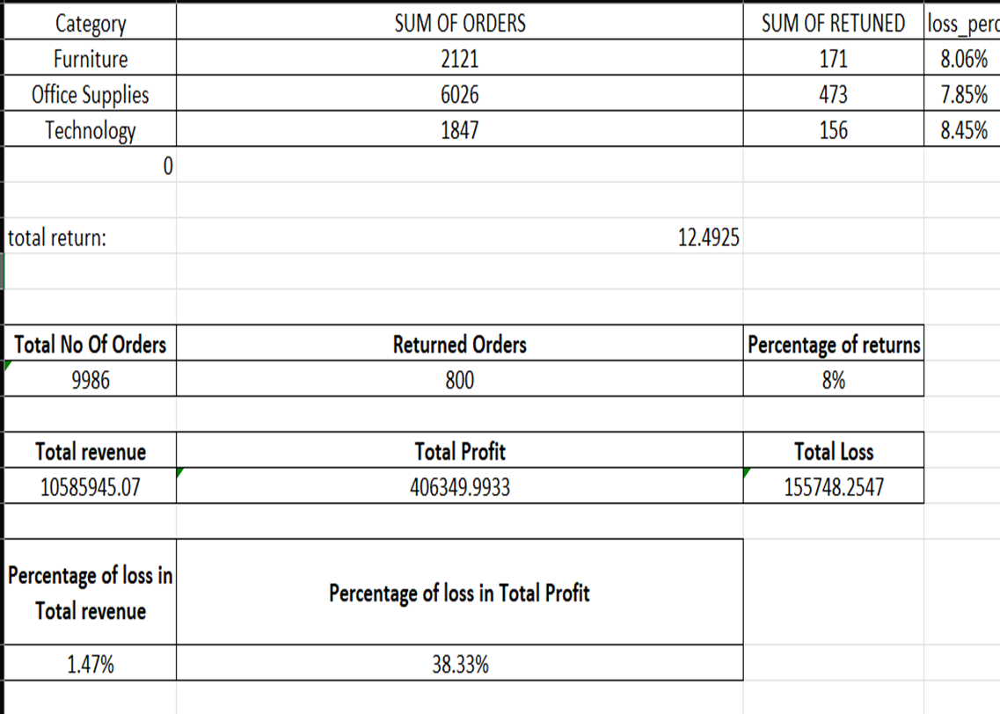 Category SUM OF ORDERS SUM OF RETUNED loss_perc
Furniture 2121 171 8.06%
Office Supplies 6026 473 7.85%
Technology 1847 156 8.45%
0
total return: 12.4925
Total No Of Orders Returned Orders Percentage of returns
9986 800 8%
Total revenue Total Profit Total Loss
10585945.07 406349.9933 155748.2547
Percentage of loss in
Total revenue Percentage of loss in Total Profit
1.47% 38.33%